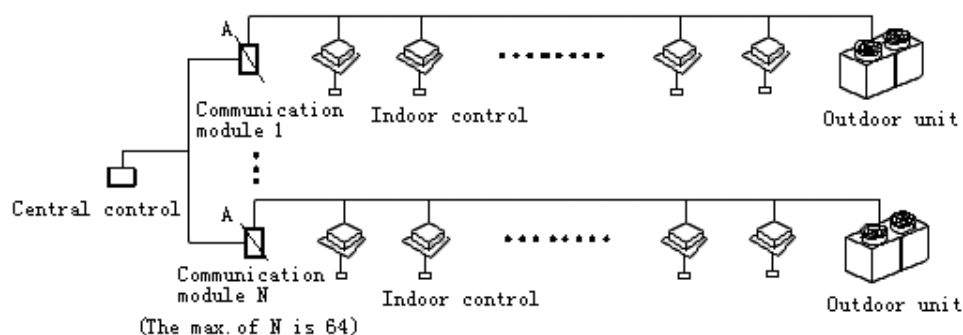 A
Communication
module 1
Indoor control
Outdoor unit
Central control
A
Communication
module N
Indoor control
Outdoor unit
(The max. of N is 64)